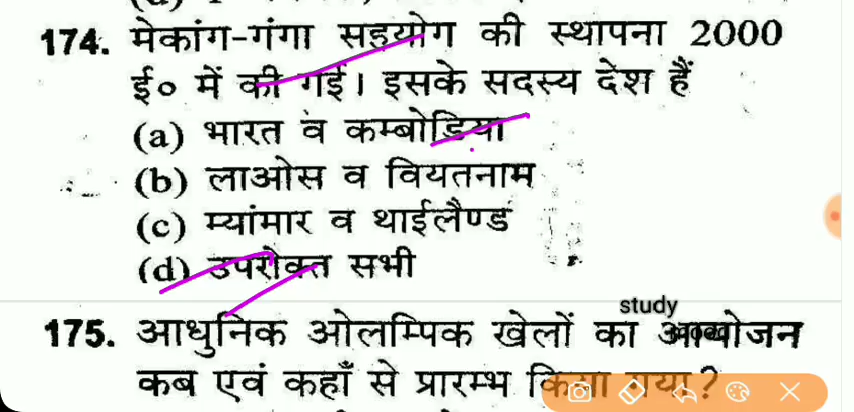 174. मेकांग-गंगा सहयोग की स्थापना 2000
ई० में की गई। इसके सदस्य देश हैं
(a) भारत व कम्बोडिया
(b) लाओस व वियतनाम
(c) म्यांमार व थाईलैण्ड
(d) उपरोक्त सभी
study
175. आधुनिक ओलम्पिक खेलों का आयोजन
कब एवं कहाँ से प्रारम्भ किया गया?